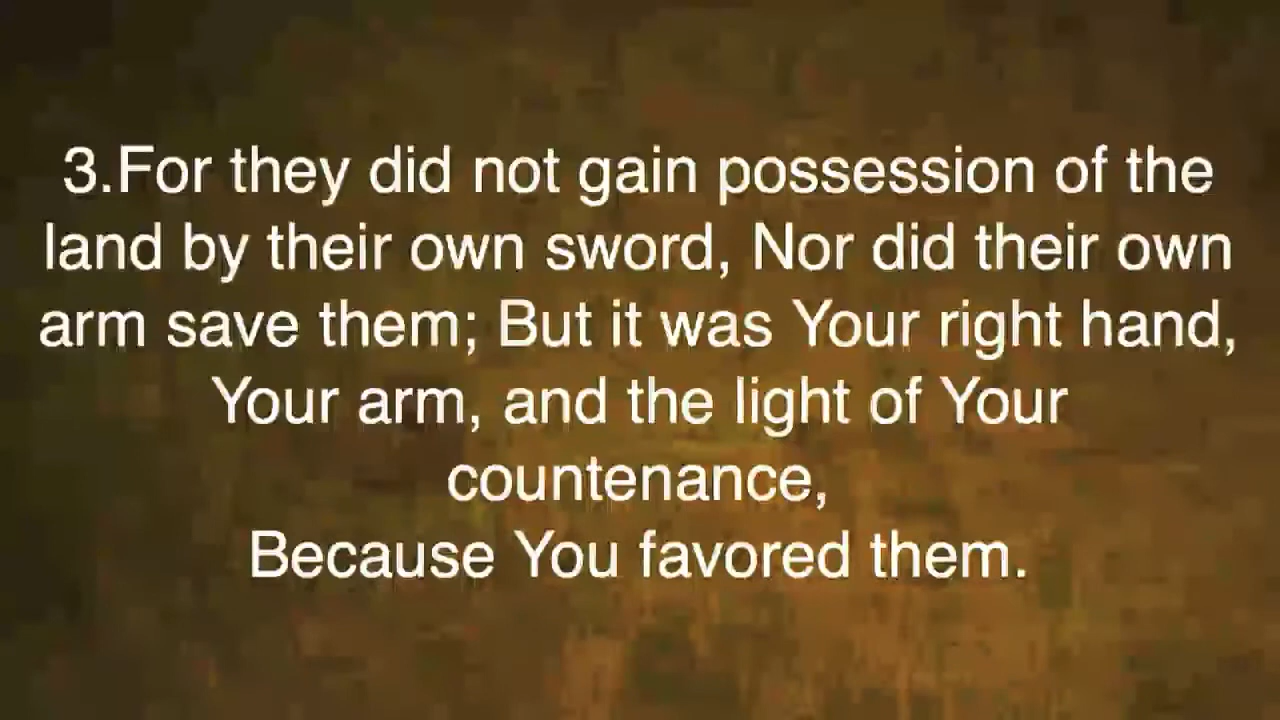 3.For they did not gain possession of the
land by their own sword, Nor did their own
arm save them; But it was Your right hand,
Your arm, and the light of Your
countenance,
Because You favored them.